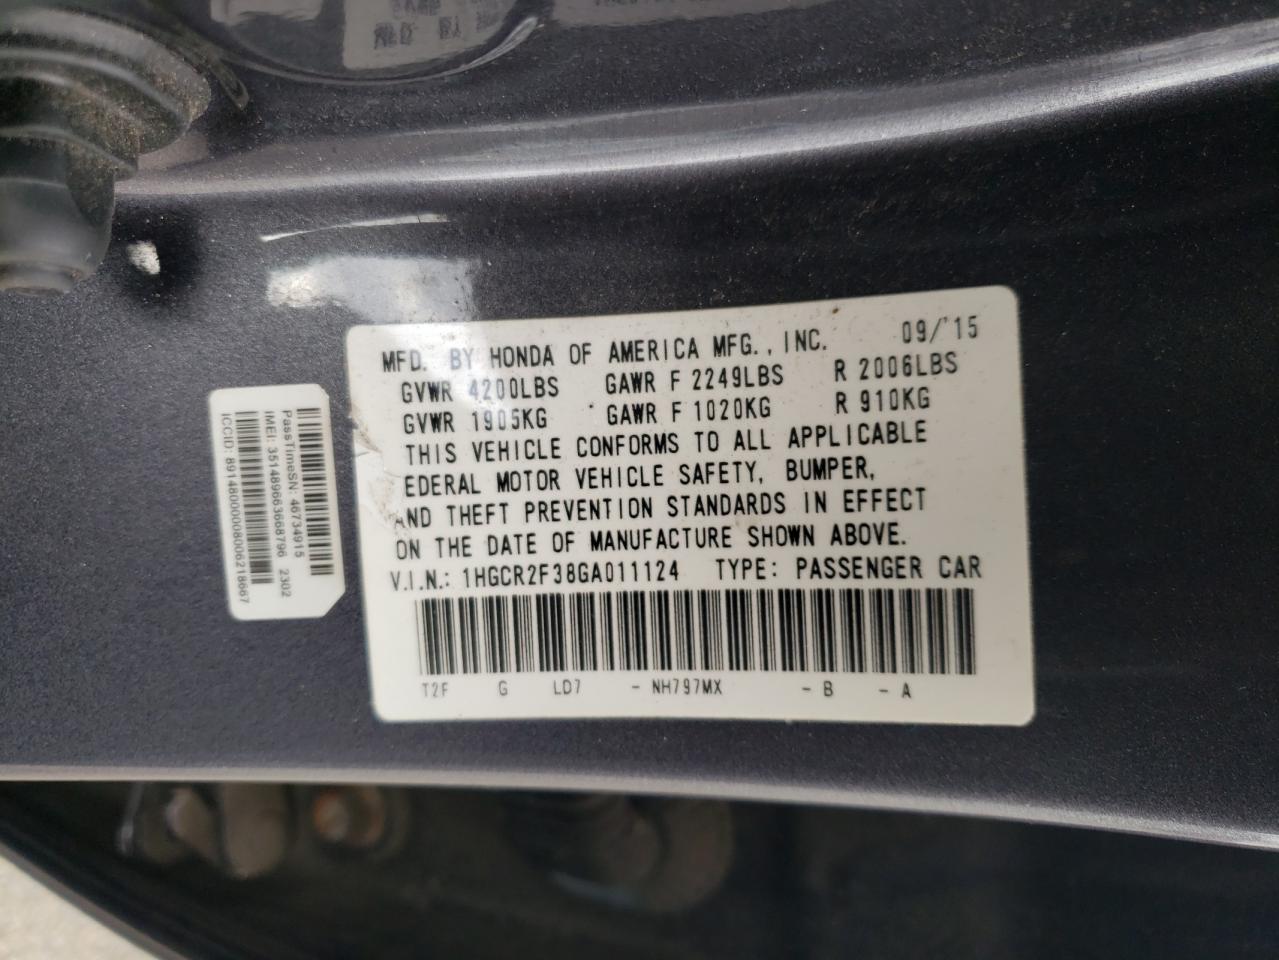 MFD. BY HONDA OF AMERICA MFG., INC. 09/'15
GVWR 4200LBS GAWR F 2249LBS R 2006LBS
GVWR 1905KG GAWR F 1020KG R 910KG
THIS VEHICLE CONFORMS TO ALL APPLICABLE
EDERAL MOTOR VEHICLE SAFETY, BUMPER,
AND THEFT PREVENTION STANDARDS IN EFFECT
ON THE DATE OF MANUFACTURE SHOWN ABOVE.
V.I.N.: 1HGCR2F38GA011124 TYPE: PASSENGER CAR
T2F G LD7 - NH797MX - B - A
PassTimeSN: 46734915
IMEI: 351489663668796 2302
ICCID: 89148000008006218667